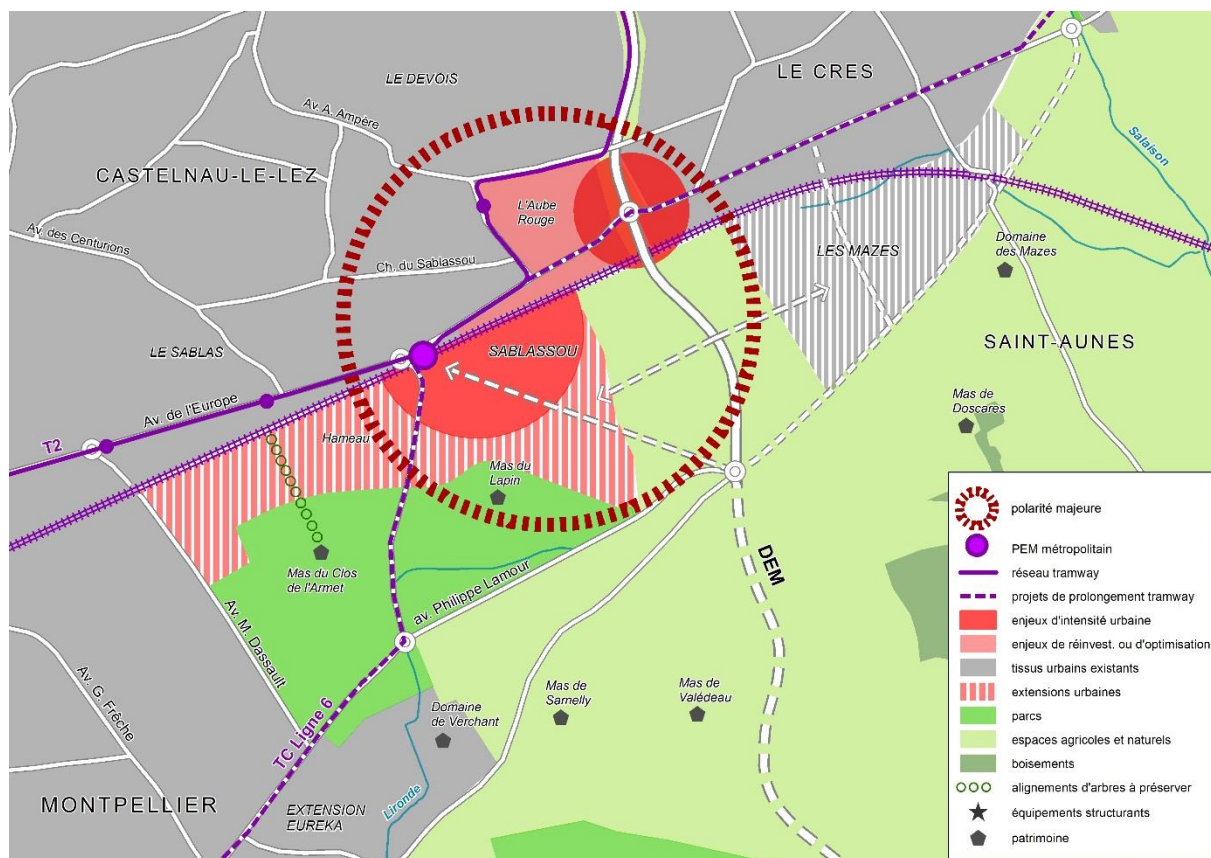 LE DEVOIS
LE CRES
Av. A. Ampère
Salaison
CASTELNAU-LE-LEZ
L'Aube
Rouge
Av. des Centurions
Ch. du Sablassou
LES MAZES
Domaine
des Mazes
LE SABLAS
SABLASSOU
SAINT-AUNES
Av. de l'Europe
T2
Hameau
Mas de
Doscares
Mas du
Lapin
Mas du Clos
de l'Armet
av. Philippe Lamour
DEM
Av. M. Dassault
Av. G. Frêche
TC Ligne 6
Domaine
de Verchant
Mas de
Samelly
Mas de
Valédeau
Lironde
MONTPELLIER
EXTENSION
EUREKA
polarité majeure
PEM métropolitain
réseau tramway
projets de prolongement tramway
enjeux d'intensité urbaine
enjeux de réinvest. ou d'optimisation
tissus urbains existants
extensions urbaines
parcs
espaces agricoles et naturels
boisements
alignements d'arbres à préserver
équipements structurants
patrimoine